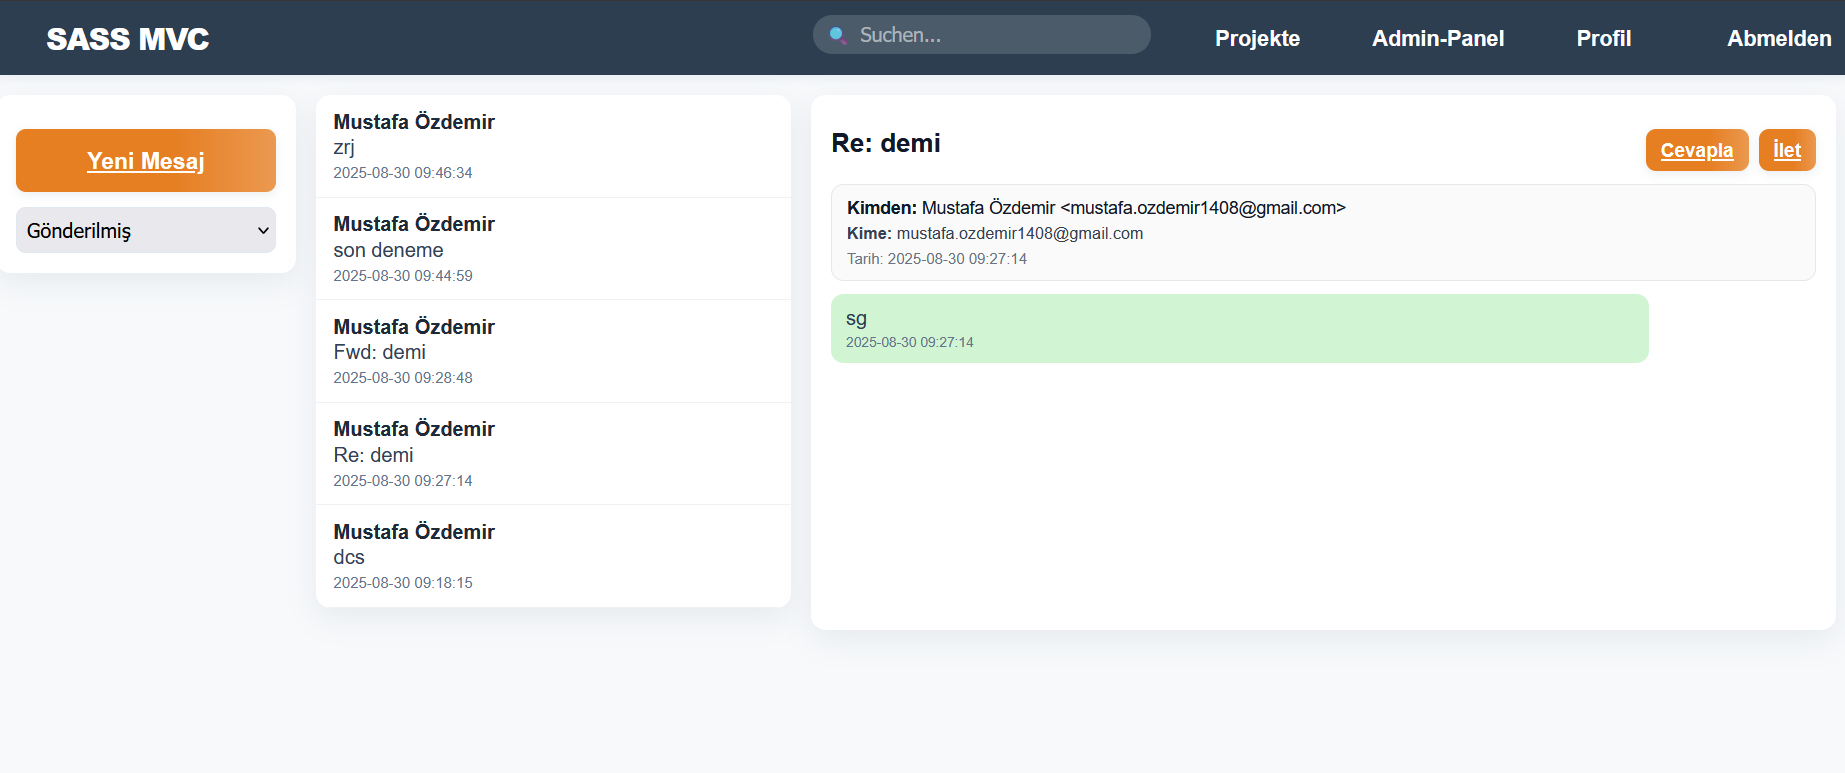 SASS MVC
Suchen...
Projekte
Admin-Panel
Profil
Abmelden
Yeni Mesaj
Gönderilmiş
Mustafa Özdemir
zrj
2025-08-30 09:46:34
Mustafa Özdemir
son deneme
2025-08-30 09:44:59
Mustafa Özdemir
Fwd: demi
2025-08-30 09:28:48
Mustafa Özdemir
Re: demi
2025-08-30 09:27:14
Mustafa Özdemir
dcs
2025-08-30 09:18:15
Re: demi
Cevapla
İlet
Kimden: Mustafa Özdemir <mustafa.ozdemir1408@gmail.com>
Kime: mustafa.ozdemir1408@gmail.com
Tarih: 2025-08-30 09:27:14
sg
2025-08-30 09:27:14